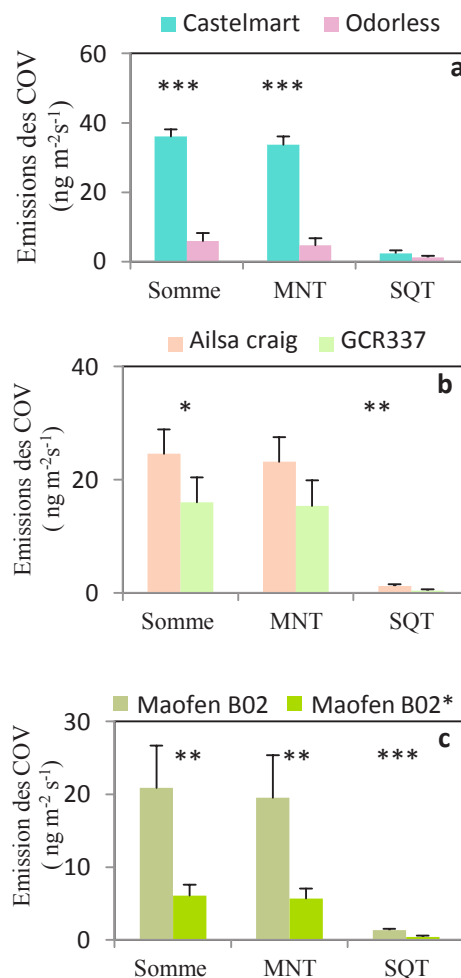 Castelmart Odorless
a
Emissions des COV
(ng m-2s-1)
60
40
20
0
*** ***
Somme MNT SQT
Ailsa craig GCR337
b
Emissions des COV
( ng m-2s-1)
40
20
0
* **
Somme MNT SQT
Maofen B02 Maofen B02*
c
Emission des COV
( ng m-2 s-1)
30
20
10
0
** ** ***
Somme MNT SQT